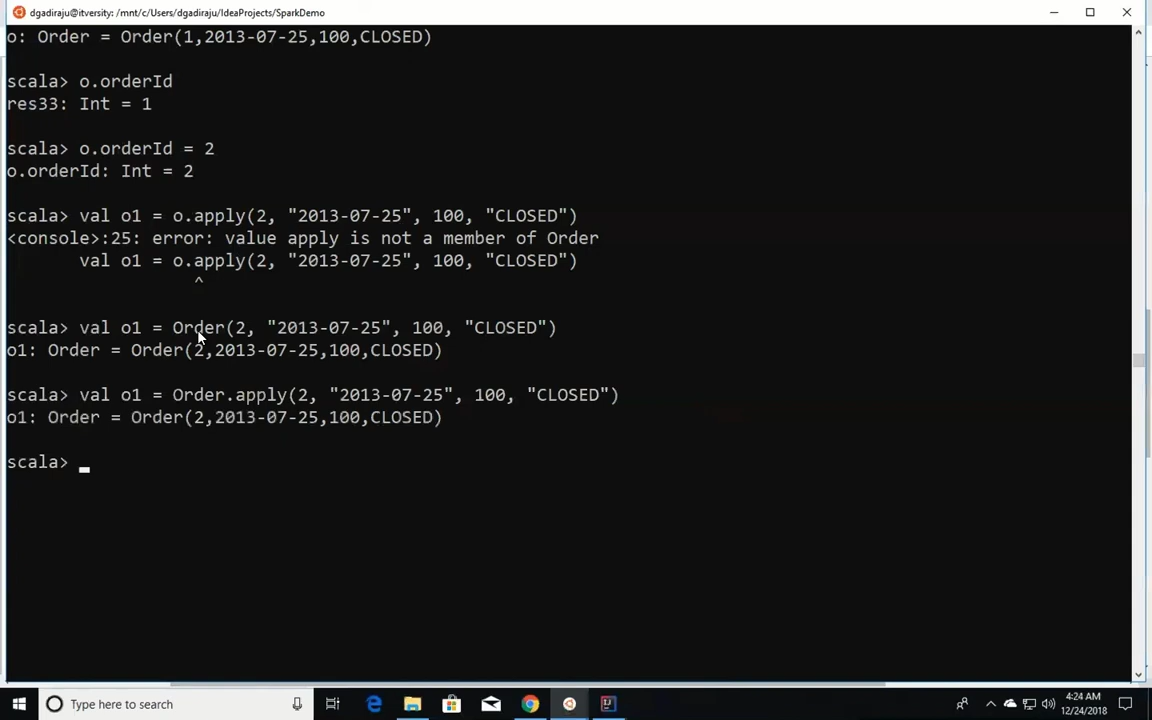 dgadiraju@itversity: /mnt/c/Users/dgadiraju/IdeaProjects/SparkDemo
o: Order = Order(1,2013-07-25,100,CLOSED)
scala> o.orderId
res33: Int = 1
scala> o.orderId = 2
o.orderId: Int = 2
scala> val o1 = o.apply(2, "2013-07-25", 100, "CLOSED")
<console>:25: error: value apply is not a member of Order
val o1 = o.apply(2, "2013-07-25", 100, "CLOSED")
^
scala> val o1 = Order(2, "2013-07-25", 100, "CLOSED")
o1: Order = Order(2,2013-07-25,100,CLOSED)
scala> val o1 = Order.apply(2, "2013-07-25", 100, "CLOSED")
o1: Order = Order(2,2013-07-25,100,CLOSED)
scala>
Type here to search
4:24 AM
12/24/2018